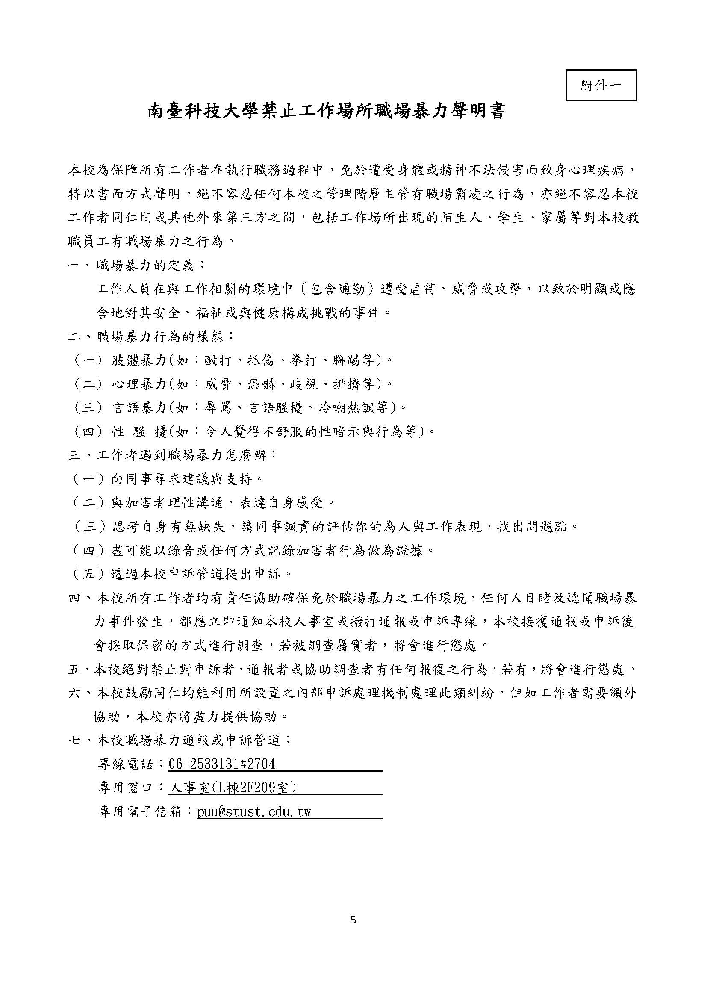 附件一
南臺科技大學禁止工作場所職場暴力聲明書
本校為保障所有工作者在執行職務過程中，免於遭受身體或精神不法侵害而致身心理疾病，
特以書面方式聲明，絕不容忍任何本校之管理階層主管有職場霸凌之行為，亦絕不容忍本校
工作者同仁間或其他外來第三方之間，包括工作場所出現的陌生人、學生、家屬等對本校教
職員工有職場暴力之行為。
一、職場暴力的定義：
工作人員在與工作相關的環境中（包含通勤）遭受虐待、威脅或攻擊，以致於明顯或隱
含地對其安全、福祉或與健康構成挑戰的事件。
二、職場暴力行為的樣態：
（一） 肢體暴力(如：毆打、抓傷、拳打、腳踢等)。
（二） 心理暴力(如：威脅、恐嚇、歧視、排擠等)。
（三） 言語暴力(如：辱罵、言語騷擾、冷嘲熱諷等)。
（四） 性 騷 擾(如：令人覺得不舒服的性暗示與行為等)。
三、工作者遇到職場暴力怎麼辦：
（一）向同事尋求建議與支持。
（二）與加害者理性溝通，表達自身感受。
（三）思考自身有無缺失，請同事誠實的評估你的為人與工作表現，找出問題點。
（四）盡可能以錄音或任何方式記錄加害者行為做為證據。
（五）透過本校申訴管道提出申訴。
四、本校所有工作者均有責任協助確保免於職場暴力之工作環境，任何人目睹及聽聞職場暴
力事件發生，都應立即通知本校人事室或撥打通報或申訴專線，本校接獲通報或申訴後
會採取保密的方式進行調查，若被調查屬實者，將會進行懲處。
五、本校絕對禁止對申訴者、通報者或協助調查者有任何報復之行為，若有，將會進行懲處。
六、本校鼓勵同仁均能利用所設置之內部申訴處理機制處理此類糾紛，但如工作者需要額外
協助，本校亦將盡力提供協助。
七、本校職場暴力通報或申訴管道：
專線電話：06-2533131#2704
專用窗口：人事室(L棟2F209室)
專用電子信箱：puu@stust.edu.tw
5